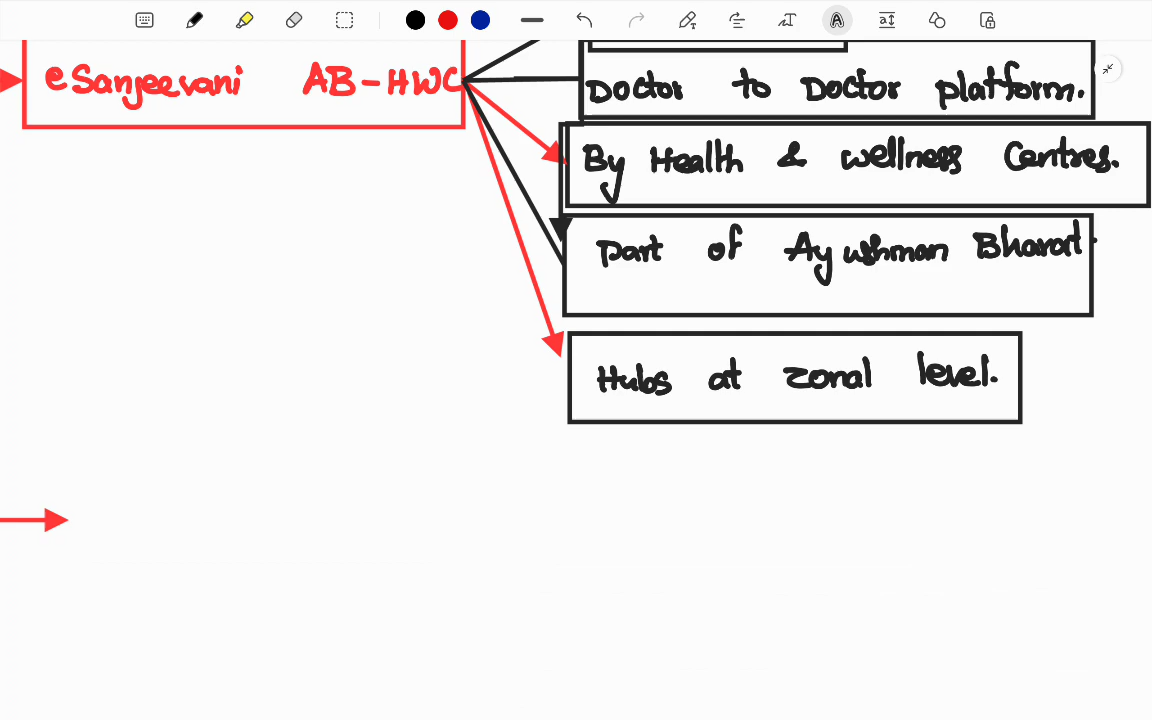 eSanjeevani AB-HWC
Doctor to Doctor platform.
By Health & wellness Centres.
Part of Ayushman Bharat.
Hubs at zonal level.